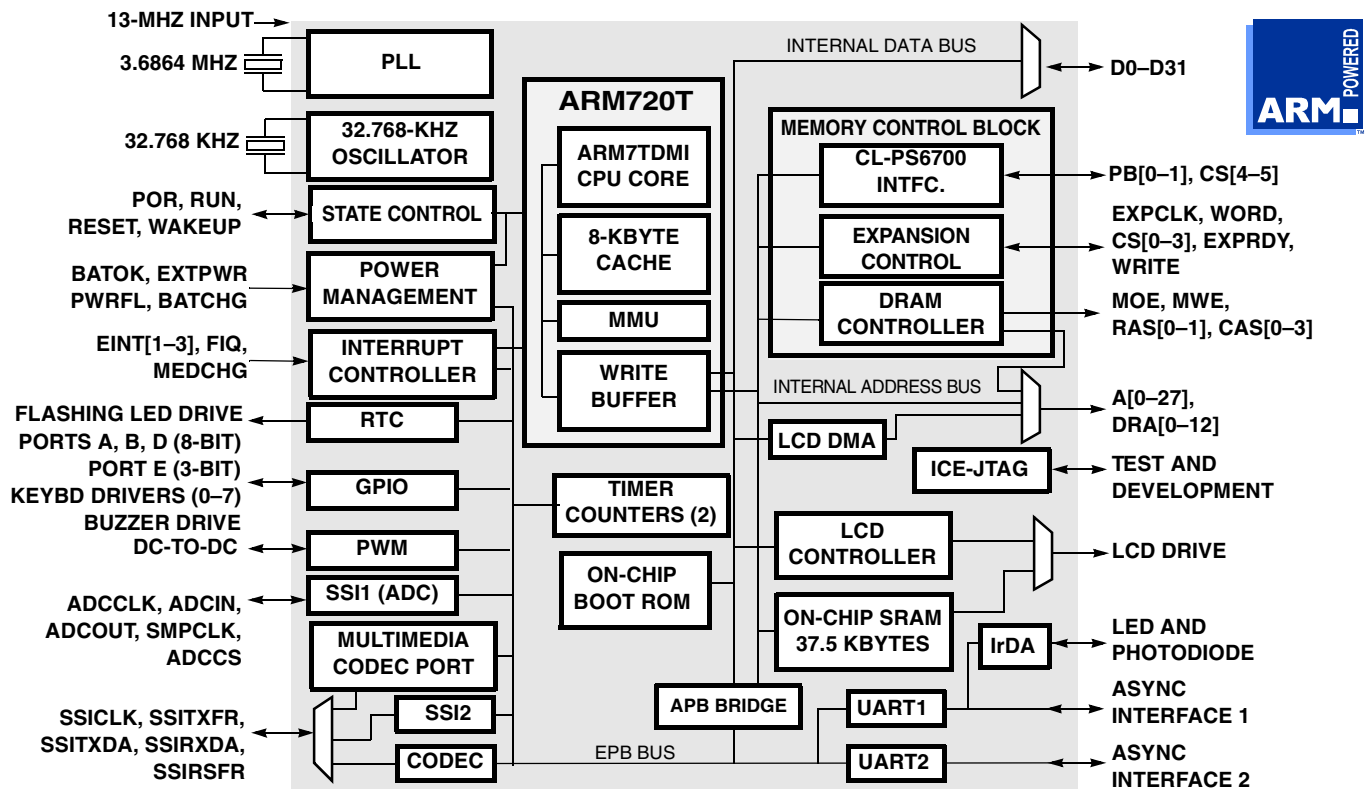 13-MHZ INPUT
3.6864 MHZ
PLL
32.768 KHZ
32.768-KHZ
OSCILLATOR
POR, RUN,
RESET, WAKEUP
STATE CONTROL
BATOK, EXTPWR
PWRFL, BATCHG
POWER
MANAGEMENT
EINT[1–3], FIQ,
MEDCHG
INTERRUPT
CONTROLLER
FLASHING LED DRIVE
RTC
PORTS A, B, D (8-BIT)
PORT E (3-BIT)
KEYBD DRIVERS (0–7)
GPIO
BUZZER DRIVE
DC-TO-DC
PWM
ADCCLK, ADCIN,
ADCOUT, SMPCLK,
ADCCS
SSI1 (ADC)
MULTIMEDIA
CODEC PORT
SSICLK, SSITXFR,
SSITXDA, SSIRXDA,
SSIRSFR
SSI2
CODEC
ARM720T
ARM7TDMI
CPU CORE
8-KBYTE
CACHE
MMU
WRITE
BUFFER
TIMER
COUNTERS (2)
ON-CHIP
BOOT ROM
EPB BUS
APB BRIDGE
INTERNAL DATA BUS
D0–D31
MEMORY CONTROL BLOCK
CL-PS6700
INTFC.
PB[0–1], CS[4–5]
EXPANSION
CONTROL
EXPCLK, WORD,
CS[0–3], EXPRDY,
WRITE
DRAM
CONTROLLER
MOE, MWE,
RAS[0–1], CAS[0–3]
INTERNAL ADDRESS BUS
A[0–27],
DRA[0–12]
LCD DMA
ICE-JTAG
TEST AND
DEVELOPMENT
LCD
CONTROLLER
LCD DRIVE
ON-CHIP SRAM
37.5 KBYTES
IrDA
LED AND
PHOTODIODE
UART1
ASYNC
INTERFACE 1
UART2
ASYNC
INTERFACE 2
ARM
POWERED
™